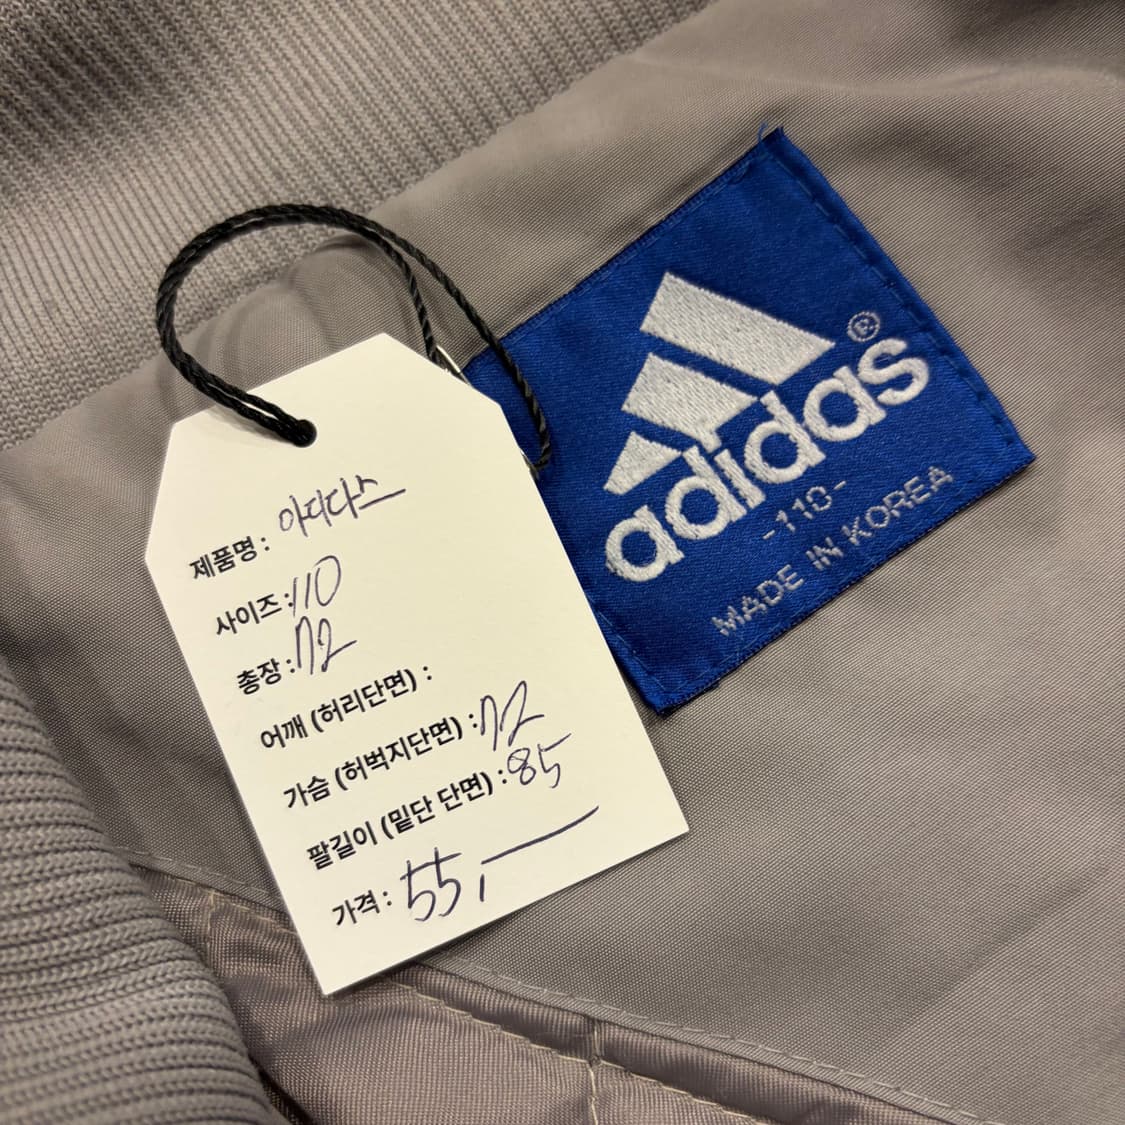 제품명 : 아디다스
사이즈 : 110
총장 : 72
어깨 (허리단면) :
가슴 (허벅지단면) : 72
팔길이 (밑단 단면) : 85
가격 : 55,—
adidas®
-110-
MADE IN KOREA